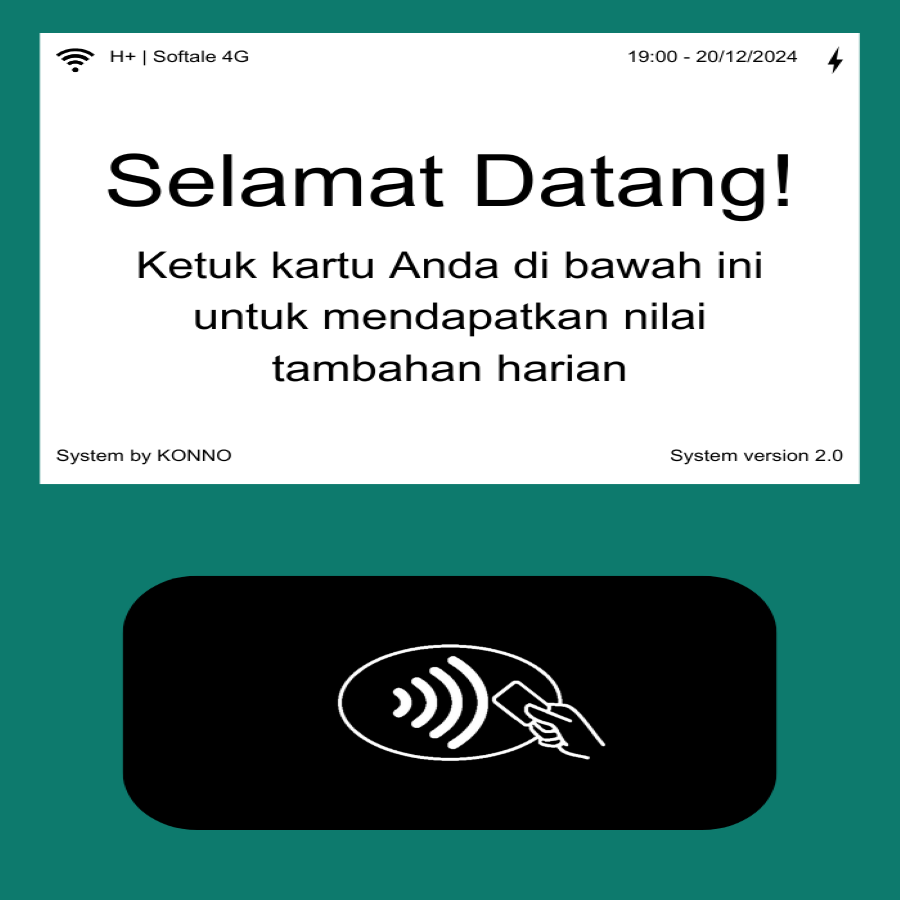 H+ | Softale 4G
19:00 - 20/12/2024
Selamat Datang!
Ketuk kartu Anda di bawah ini
untuk mendapatkan nilai
tambahan harian
System by KONNO
System version 2.0